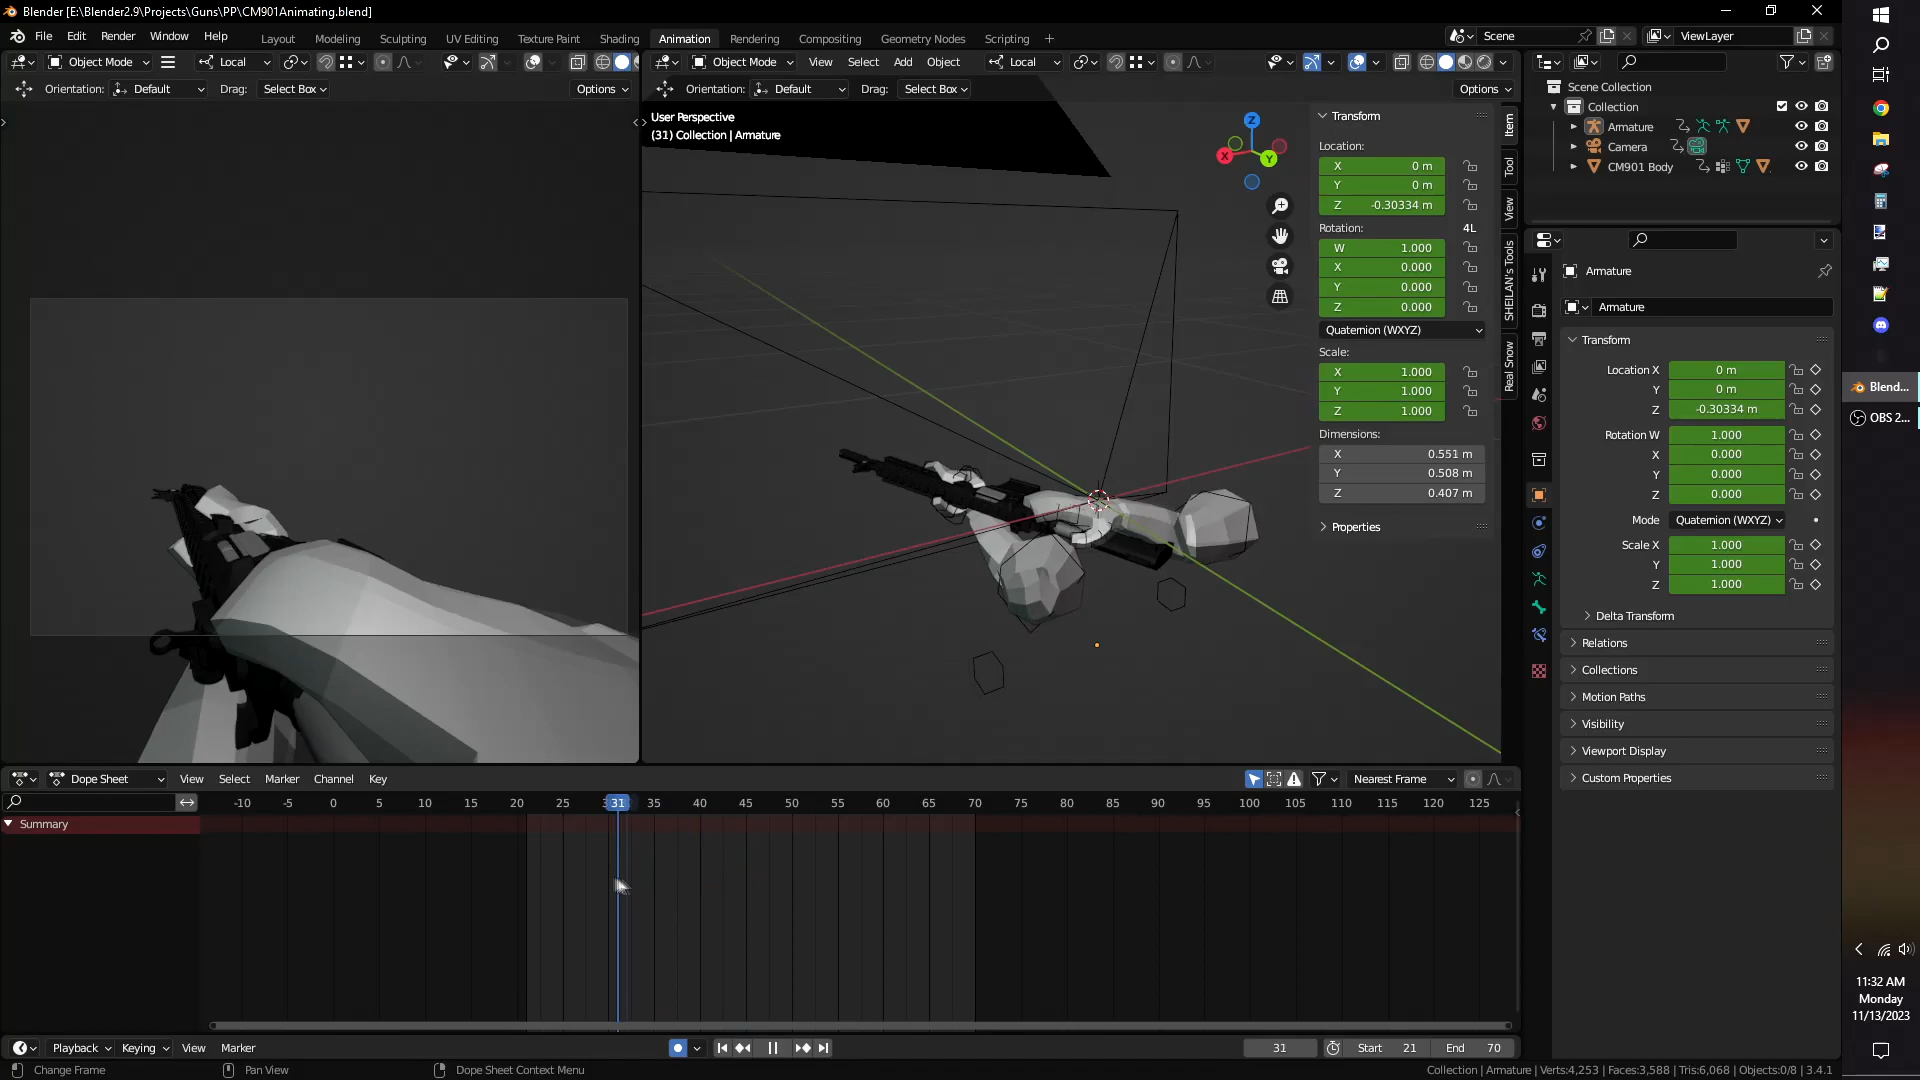 Blender [E:\Blender2.9\Projects\Guns\PP\CM901Animating.blend]
File Edit Render Window Help
Layout Modeling Sculpting UV Editing Texture Paint Shading Animation Rendering Compositing Geometry Nodes Scripting +
Scene
ViewLayer
Object Mode
Local
Object Mode View Select Add Object
Local
Orientation: Default Drag: Select Box Options
Orientation: Default Drag: Select Box Options
User Perspective
(31) Collection | Armature
Z
X
Y
Transform
Location:
X 0 m
Y 0 m
Z -0.30334 m
Rotation: 4L
W 1.000
X 0.000
Y 0.000
Z 0.000
Quaternion (WXYZ)
Scale:
X 1.000
Y 1.000
Z 1.000
Dimensions:
X 0.551 m
Y 0.508 m
Z 0.407 m
Properties
Item
Tool
View
SHEILAN's Tools
Real Snow
Scene Collection
Collection
Armature
Camera
CM901 Body
Armature
Armature
Transform
Location X 0 m
Y 0 m
Z -0.30334 m
Rotation W 1.000
X 0.000
Y 0.000
Z 0.000
Mode Quaternion (WXYZ)
Scale X 1.000
Y 1.000
Z 1.000
Delta Transform
Relations
Collections
Motion Paths
Visibility
Viewport Display
Custom Properties
Dope Sheet View Select Marker Channel Key
Nearest Frame
-10 -5 0 5 10 15 20 25 31 35 40 45 50 55 60 65 70 75 80 85 90 95 100 105 110 115 120 125
Summary
Playback Keying View Marker
31 Start 21 End 70
Change Frame Pan View Dope Sheet Context Menu
Collection | Armature | Verts:4,253 | Faces:3,588 | Tris:6,068 | Objects:0/8 | 3.4.1
Blend...
OBS 2...
11:32 AM
Monday
11/13/2023